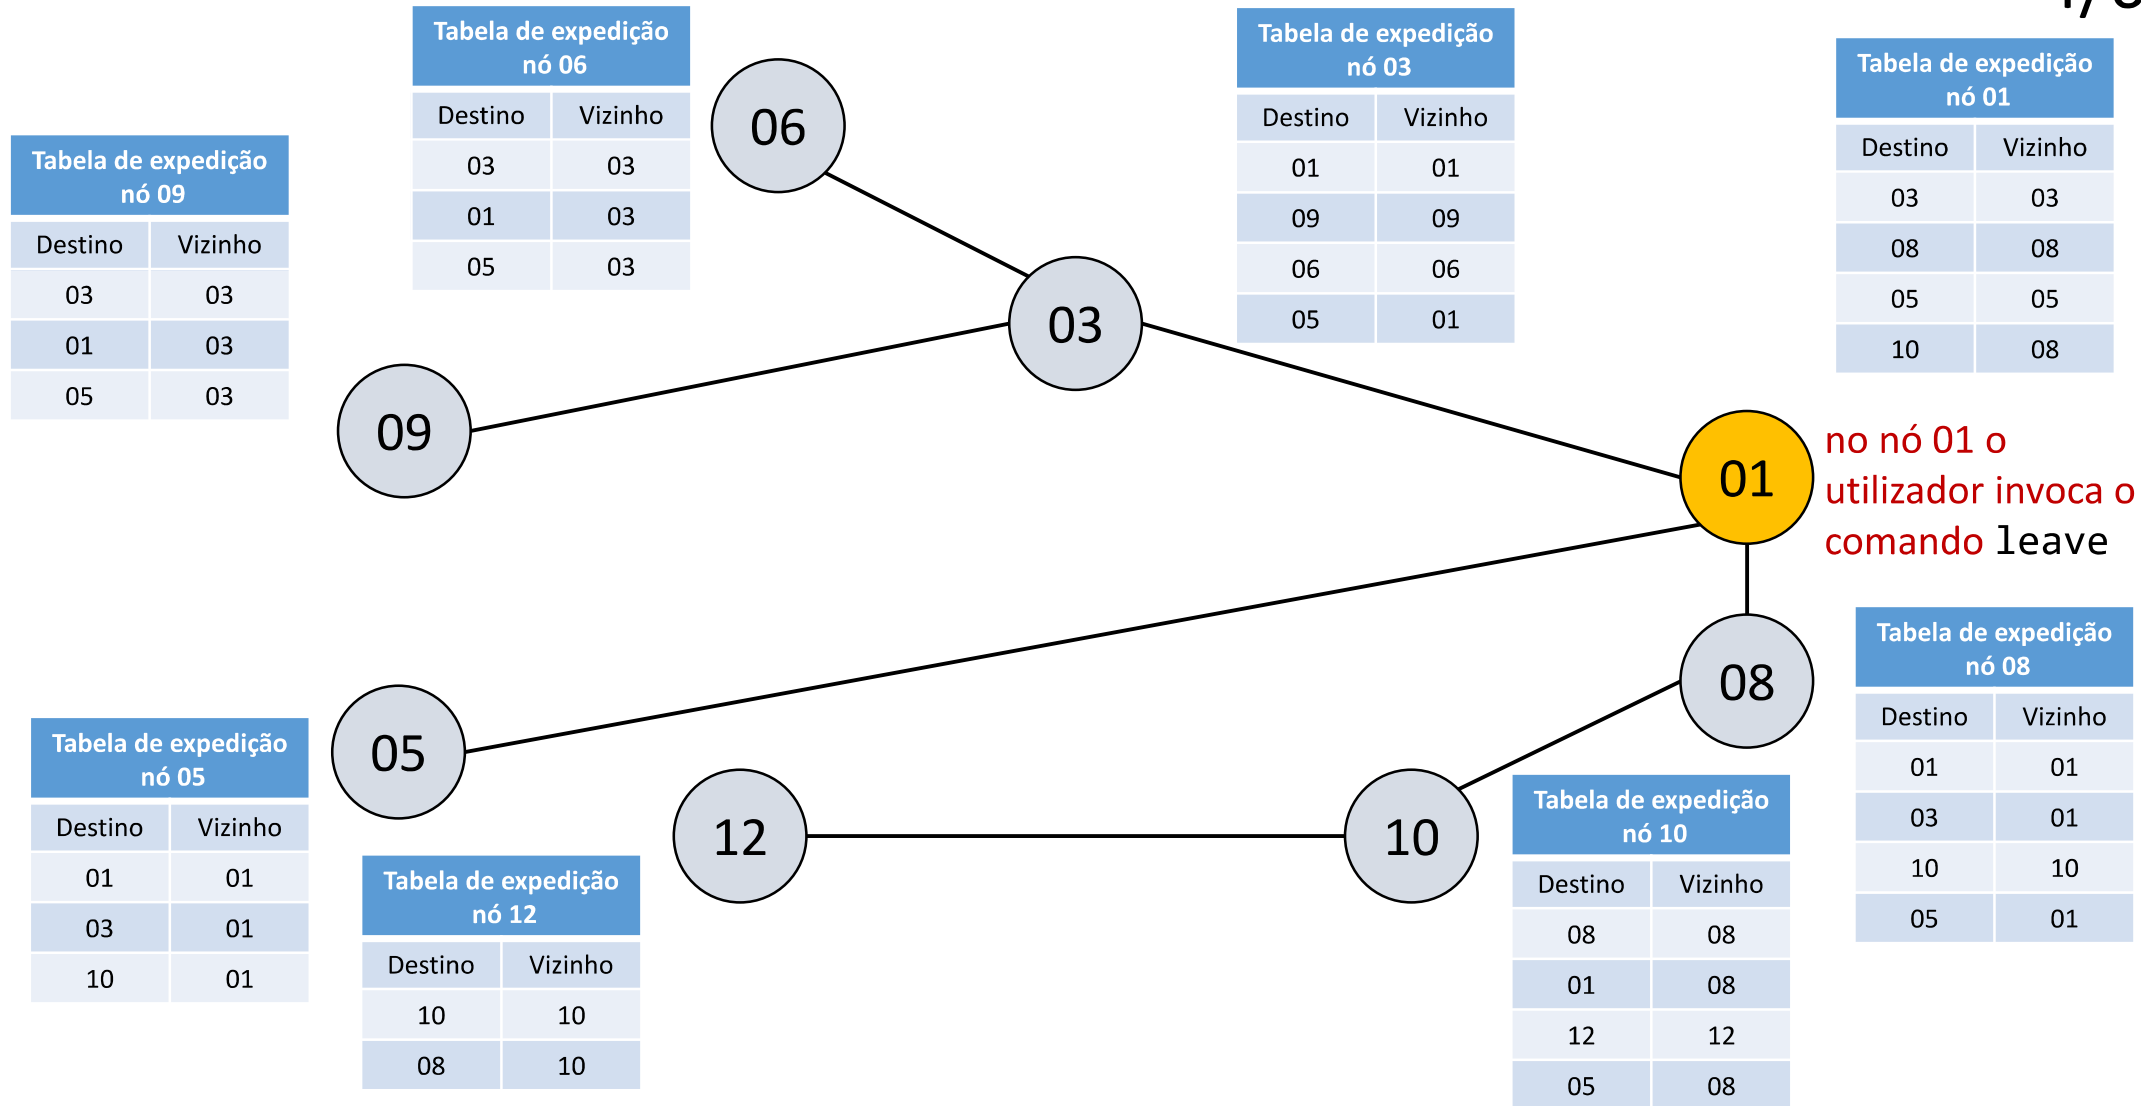 Tabela de expedição
nó 06
Destino Vizinho
03 03
01 03
05 03
Tabela de expedição
nó 03
Destino Vizinho
01 01
09 09
06 06
05 01
Tabela de expedição
nó 01
Destino Vizinho
03 03
08 08
05 05
10 08
Tabela de expedição
nó 09
Destino Vizinho
03 03
01 03
05 03
06
03
09
01
no nó 01 o
utilizador invoca o
comando leave
08
05
12
10
Tabela de expedição
nó 08
Destino Vizinho
01 01
03 01
10 10
05 01
Tabela de expedição
nó 05
Destino Vizinho
01 01
03 01
10 01
Tabela de expedição
nó 12
Destino Vizinho
10 10
08 10
Tabela de expedição
nó 10
Destino Vizinho
08 08
01 08
12 12
05 08